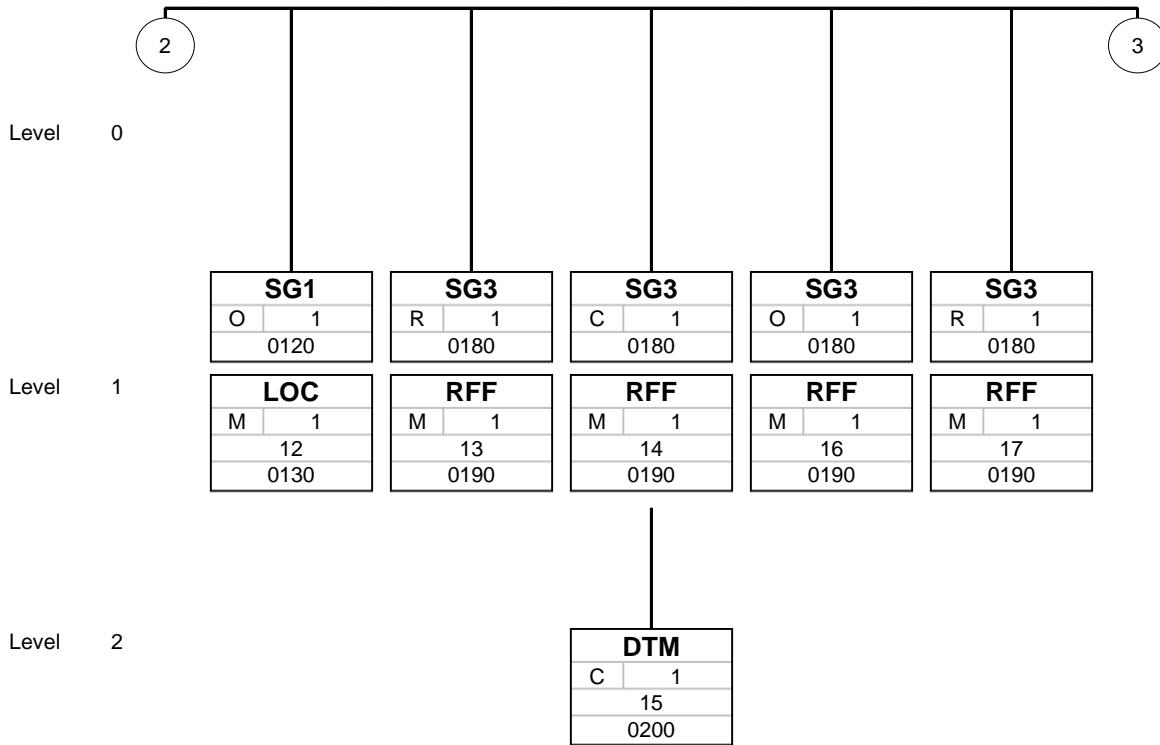 2 3
Level 0
SG1 SG3 SG3 SG3 SG3
O 1 R 1 C 1 O 1 R 1
0120 0180 0180 0180 0180
Level 1
LOC RFF RFF RFF RFF
M 1 M 1 M 1 M 1 M 1
12 13 14 16 17
0130 0190 0190 0190 0190
Level 2
DTM
C 1
15
0200